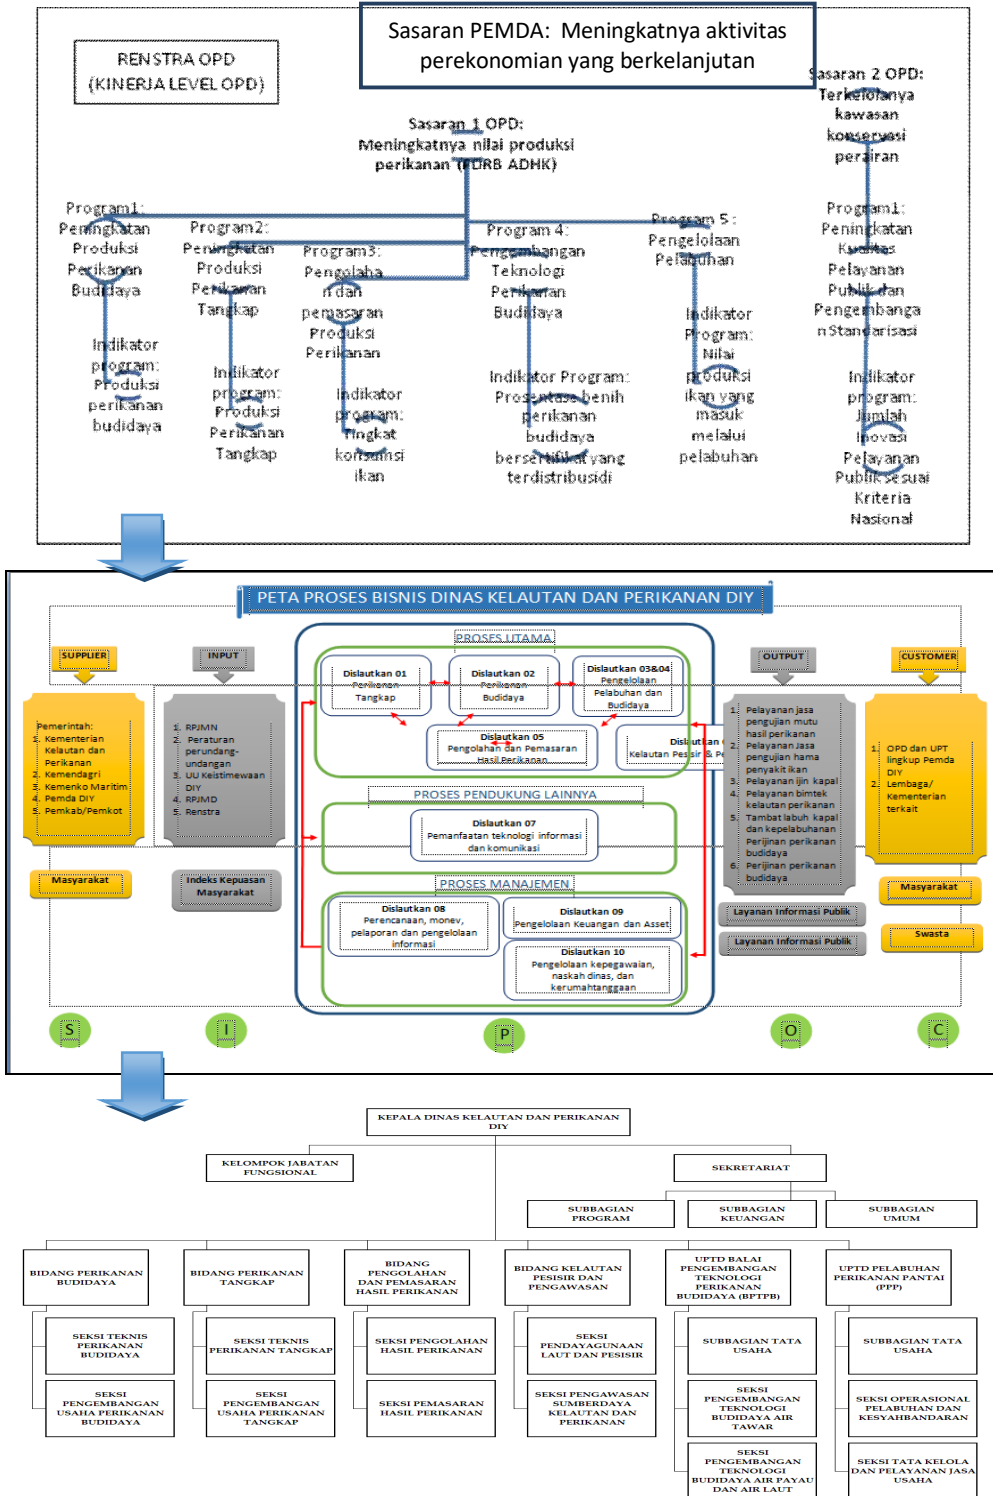 Sasaran PEMDA: Meningkatnya aktivitas
perekonomian yang berkelanjutan
RENSTRA OPD
(KINERJA LEVEL OPD)
Sasaran 1 OPD:
Meningkatnya nilai produksi
perikanan (PDRB ADHK)
Sasaran 2 OPD:
Terkelolanya
kawasan
konservasi
perairan
Program1:
Peningkatan
Produksi
Perikanan
Budidaya
Program2:
Peningkatan
Produksi
Perikanan
Tangkap
Program3:
Pengolaha
n dan
pemasaran
Produksi
Perikanan
Program 4:
Pengembangan
Teknologi
Perikanan
Budidaya
Program 5 :
Pengelolaan
Pelabuhan
Program1:
Peningkatan
Kualitas
Pelayanan
Publik dan
Pengembanga
n Standarisasi
Indikator
program:
Produksi
perikanan
budidaya
Indikator
program:
Produksi
Perikanan
Tangkap
Indikator
program:
Tingkat
konsumsi
ikan
Indikator Program:
Prosentase benih
perikanan
budidaya
bersertifikat yang
terdistribusi di
Indikator
Program:
Nilai
produksi
ikan yang
masuk
melalui
pelabuhan
Indikator
program:
Jumlah
Inovasi
Pelayanan
Publik sesuai
Kriteria
Nasional
PETA PROSES BISNIS DINAS KELAUTAN DAN PERIKANAN DIY
SUPPLIER
Pemerintah:
1. Kementerian
Kelautan dan
Perikanan
2. Kemendagri
3. Kemenko Maritim
4. Pemda DIY
5. Pemkab/Pemkot
Masyarakat
INPUT
1. RPJMN
2. Peraturan
perundang-
undangan
3. UU Keistimewaan
DIY
4. RPJMD
5. Renstra
Indeks Kepuasan
Masyarakat
PROSES UTAMA
Dislautkan 01
Perikanan
Tangkap
Dislautkan 02
Perikanan
Budidaya
Dislautkan 03&04
Pengelolaan
Pelabuhan dan
Budidaya
Dislautkan 05
Pengolahan dan Pemasaran
Hasil Perikanan
Dislautkan
Kelautan Pesisir & P
PROSES PENDUKUNG LAINNYA
Dislautkan 07
Pemanfaatan teknologi informasi
dan komunikasi
PROSES MANAJEMEN
Dislautkan 08
Perencanaan, monev,
pelaporan dan pengelolaan
informasi
Dislautkan 09
Pengelolaan Keuangan dan Asset
Dislautkan 10
Pengelolaan kepegawaian,
naskah dinas, dan
kerumahtanggaan
OUTPUT
1. Pelayanan jasa
pengujian mutu
hasil perikanan
2. Pelayanan Jasa
pengujian hama
penyakit ikan
3. Pelayanan ijin kapal
4. Pelayanan bimtek
kelautan perikanan
5. Tambat labuh kapal
dan kepelabuhanan
Perijinan perikanan
budidaya
6. Perijinan perikanan
budidaya
Layanan Informasi Publik
Layanan Informasi Publik
CUSTOMER
1. OPD dan UPT
lingkup Pemda
DIY
2. Lembaga/
Kementerian
terkait
Masyarakat
Swasta
S
I
P
O
C
KEPALA DINAS KELAUTAN DAN PERIKANAN
DIY
KELOMPOK JABATAN
FUNGSIONAL
SEKRETARIAT
SUBBAGIAN
PROGRAM
SUBBAGIAN
KEUANGAN
SUBBAGIAN
UMUM
BIDANG PERIKANAN
BUDIDAYA
BIDANG PERIKANAN
TANGKAP
BIDANG
PENGOLAHAN
DAN PEMASARAN
HASIL PERIKANAN
BIDANG KELAUTAN
PESISIR DAN
PENGAWASAN
UPTD BALAI
PENGEMBANGAN
TEKNOLOGI
PERIKANAN
BUDIDAYA (BPTPB)
UPTD PELABUHAN
PERIKANAN PANTAI
(PPP)
SEKSI TEKNIS
PERIKANAN
BUDIDAYA
SEKSI TEKNIS
PERIKANAN TANGKAP
SEKSI PENGOLAHAN
HASIL PERIKANAN
SEKSI
PENDAYAGUNAAN
LAUT DAN PESISIR
SUBBAGIAN TATA
USAHA
SUBBAGIAN TATA
USAHA
SEKSI
PENGEMBANGAN
USAHA PERIKANAN
BUDIDAYA
SEKSI
PENGEMBANGAN
USAHA PERIKANAN
TANGKAP
SEKSI PEMASARAN
HASIL PERIKANAN
SEKSI PENGAWASAN
SUMBERDAYA
KELAUTAN DAN
PERIKANAN
SEKSI
PENGEMBANGAN
TEKNOLOGI
BUDIDAYA AIR
TAWAR
SEKSI OPERASIONAL
PELABUHAN DAN
KESYAHBANDARAN
SEKSI
PENGEMBANGAN
TEKNOLOGI
BUDIDAYA AIR PAYAU
DAN AIR LAUT
SEKSI TATA KELOLA
DAN PELAYANAN JASA
USAHA